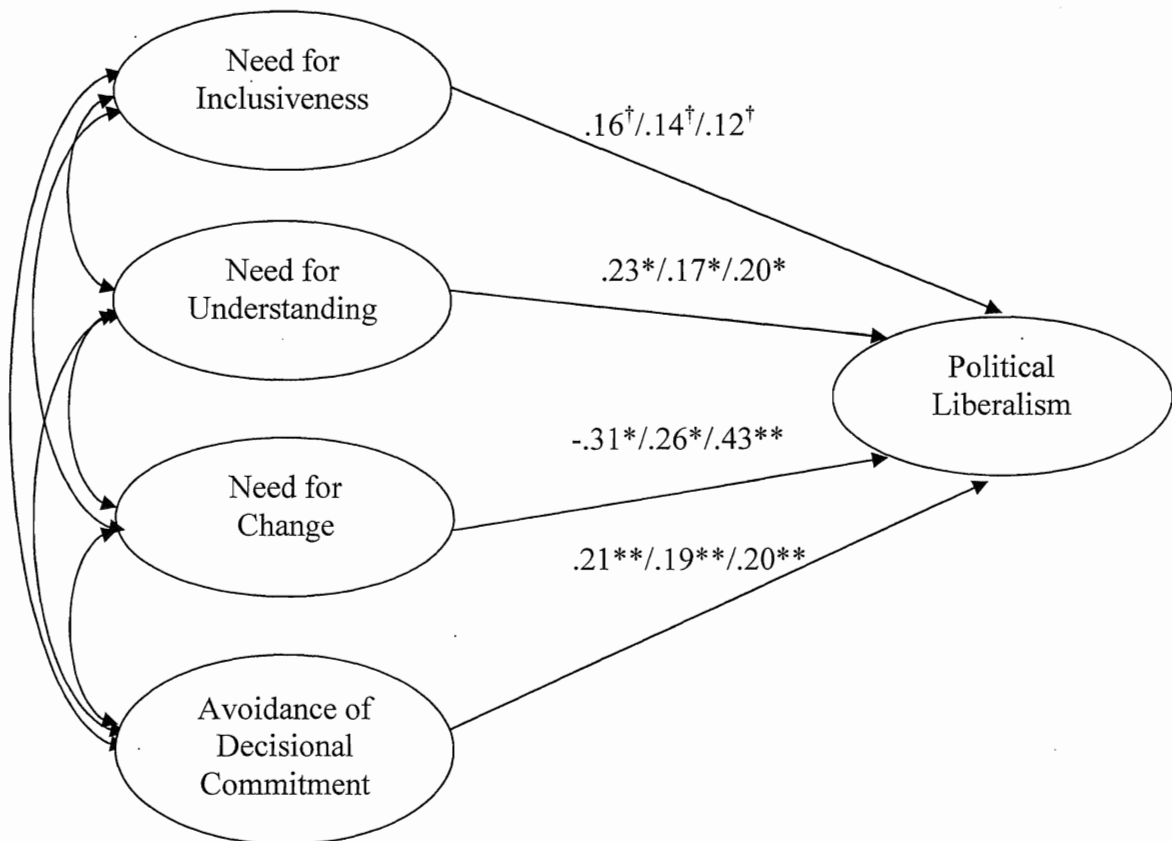 Need for
Inclusiveness
.16†/.14†/.12†
Need for
Understanding
.23*/.17*/.20*
Political
Liberalism
-.31*/.26*/.43**
Need for
Change
.21**/.19**/.20**
Avoidance of
Decisional
Commitment